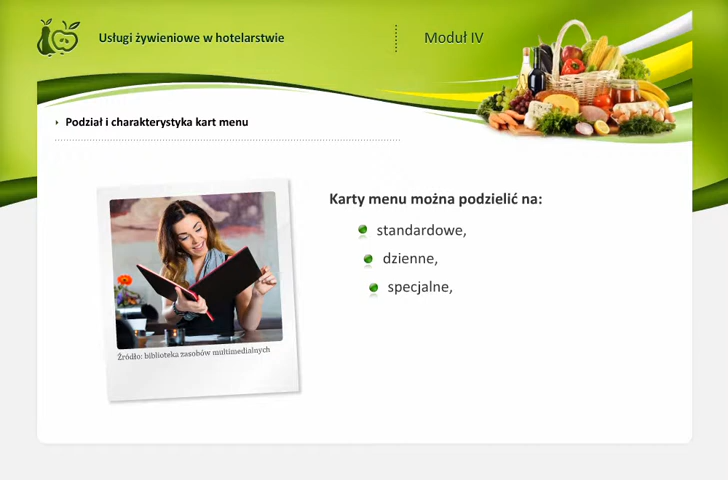 Usługi żywieniowe w hotelarstwie
Moduł IV
Podział i charakterystyka kart menu
Karty menu można podzielić na:
standardowe,
dzienne,
specjalne,
Źródło: biblioteka zasobów multimedialnych